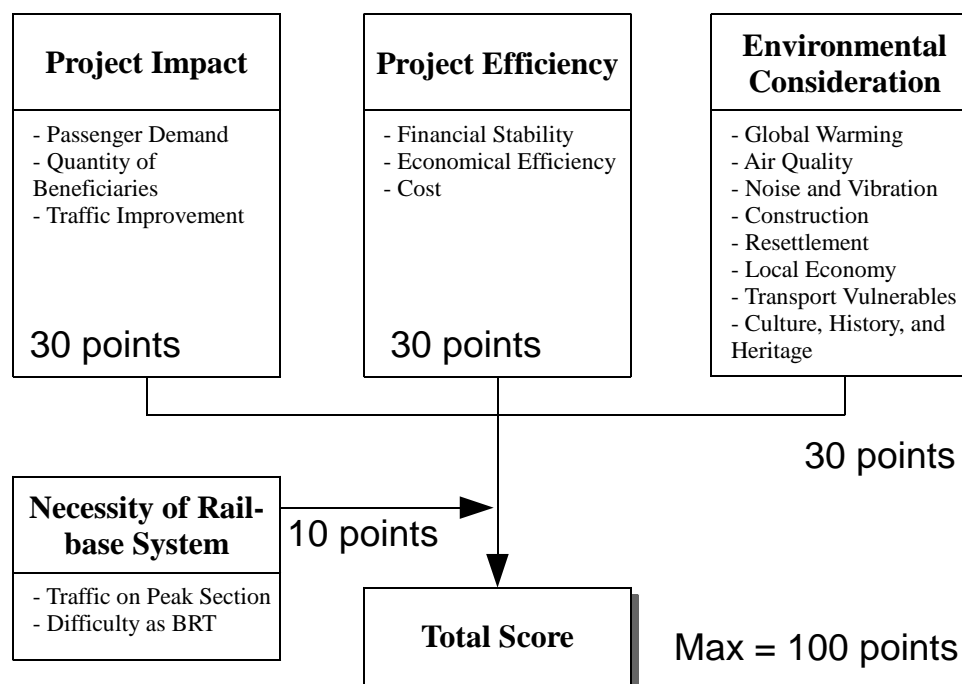 Project Impact
- Passenger Demand
- Quantity of
Beneficiaries
- Traffic Improvement
30 points
Project Efficiency
- Financial Stability
- Economical Efficiency
- Cost
30 points
Environmental
Consideration
- Global Warming
- Air Quality
- Noise and Vibration
- Construction
- Resettlement
- Local Economy
- Transport Vulnerables
- Culture, History, and
Heritage
30 points
Necessity of Rail-
base System
- Traffic on Peak Section
- Difficulty as BRT
10 points
Total Score
Max = 100 points